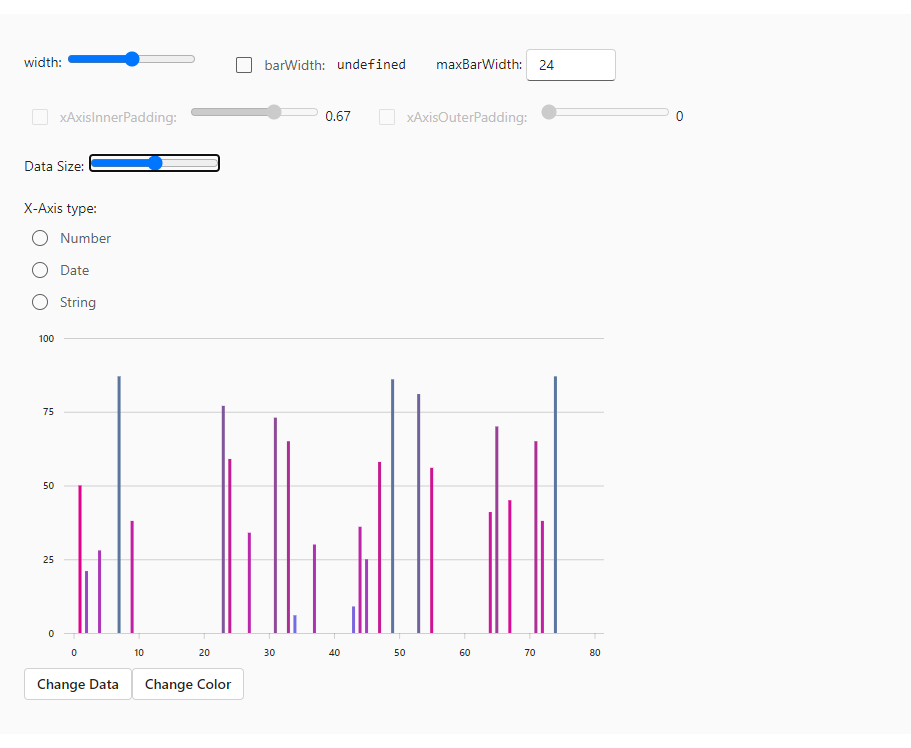 width: barWidth: undefined maxBarWidth: 24
xAxisInnerPadding: 0.67 xAxisOuterPadding: 0
Data Size:
X-Axis type:
Number
Date
String
100
75
50
25
0
0 10 20 30 40 50 60 70 80
Change Data Change Color